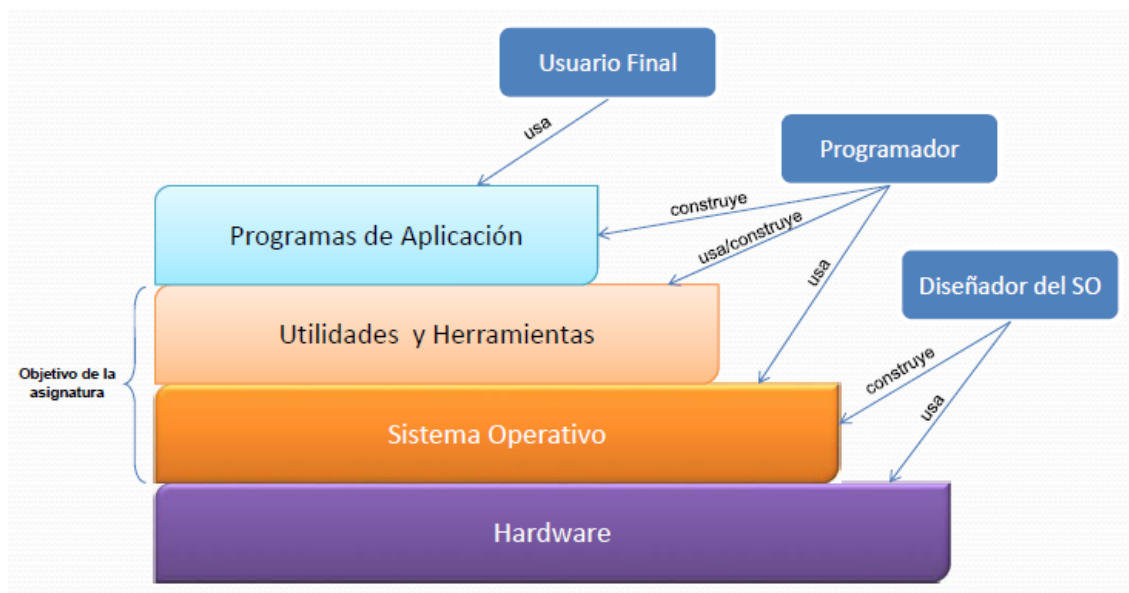 Usuario Final
usa
Programador
construye
Programas de Aplicación
usa/construye
usa
Diseñador del SO
Utilidades y Herramientas
construye
Objetivo de la
asignatura
usa
Sistema Operativo
Hardware